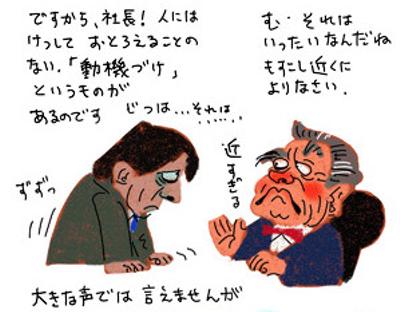 ですから、社長！人には
けっして おとろえることの
ない、「動機づけ」
というものが
あるのです
じつは…それは……
む・それは
いったいなんだね
もすこし近くに
よりなさい．
ずずっ
近すぎる
大きな声では 言えませんが